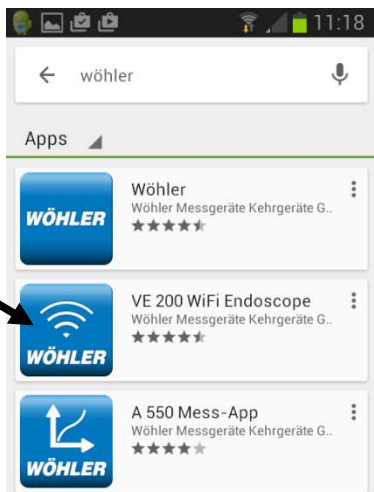 11:18
wöhler
Apps
WÖHLER
Wöhler
Wöhler Messgeräte Kehrgeräte G..
WÖHLER
VE 200 WiFi Endoscope
Wöhler Messgeräte Kehrgeräte G..
WÖHLER
A 550 Mess-App
Wöhler Messgeräte Kehrgeräte G..